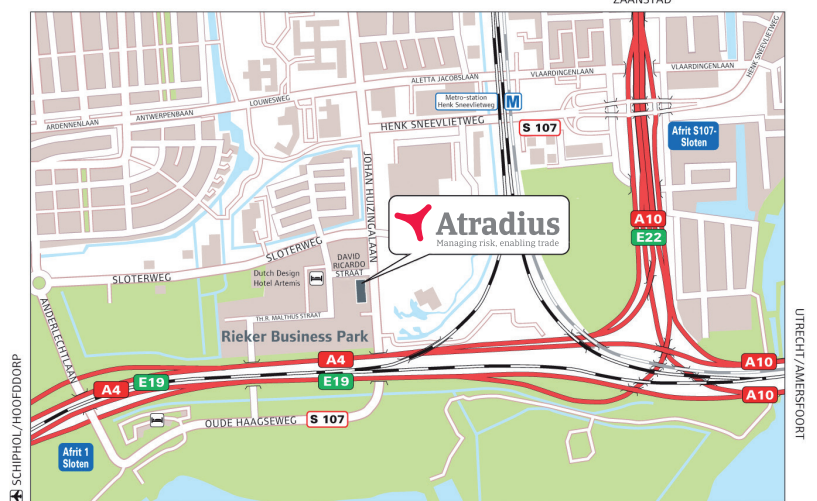 ZAANSTAD
HENK SNEEVLIETWEG
ALETTA JACOBSLAAN
VLAARDINGENLAAN
VLAARDINGENLAAN
LOUWESWEG
Metro-station
Henk Sneevlietweg
M
ANTWERPENBAAN
ARDENNENLAAN
HENK SNEEVLIETWEG
S 107
Afrit S107-
Sloten
JOHAN HUIZINGALAAN
Atradius
Managing risk, enabling trade
A10
E22
SLOTERWEG
SLOTERWEG
DAVID
RICARDO
STRAAT
Dutch Design
Hotel Artemis
TH.R. MALTHUS STRAAT
Rieker Business Park
ANDERLECHTLAAN
A4
E19
A4
E19
A10
A10
OUDE HAAGSEWEG
S 107
Afrit 1
Sloten
SCHIPHOL/HOOFDDORP
UTRECHT/AMERSFOORT